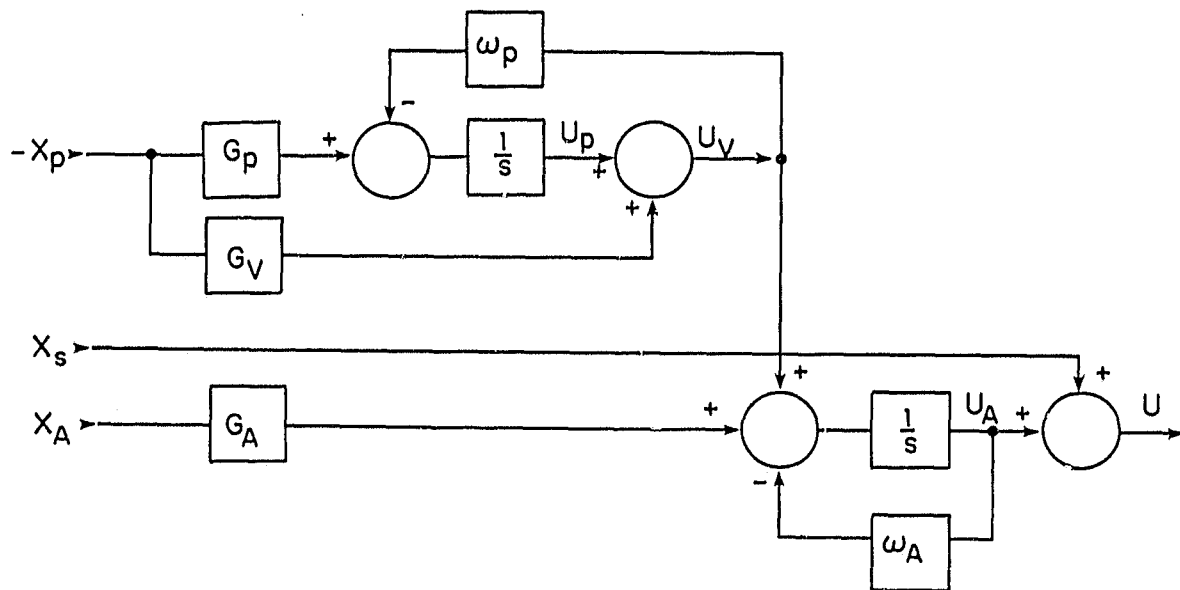 ωp
-
-Xp
Gp
+
1/s
Up
+
Uv
+
Gv
Xs
+
+
XA
GA
+
1/s
UA
+
U
-
ωA